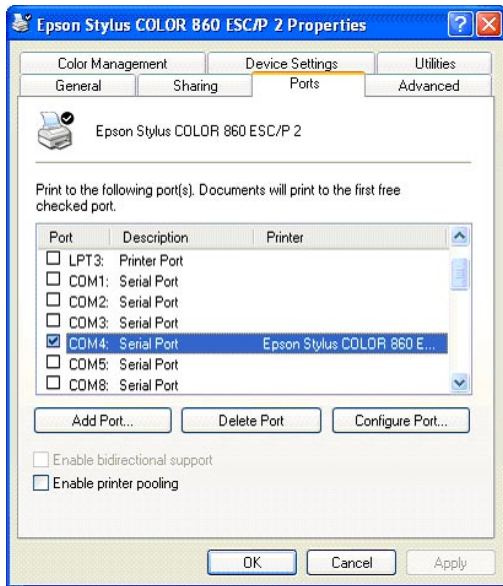 Epson Stylus COLOR 860 ESC/P 2 Properties
Color Management Device Settings Utilities
General Sharing Ports Advanced
Epson Stylus COLOR 860 ESC/P 2
Print to the following port(s). Documents will print to the first free
checked port.
Port Description Printer
LPT3: Printer Port
COM1: Serial Port
COM2: Serial Port
COM3: Serial Port
COM4: Serial Port Epson Stylus COLOR 860 E...
COM5: Serial Port
COM8: Serial Port
Add Port... Delete Port Configure Port...
Enable bidirectional support
Enable printer pooling
OK Cancel Apply